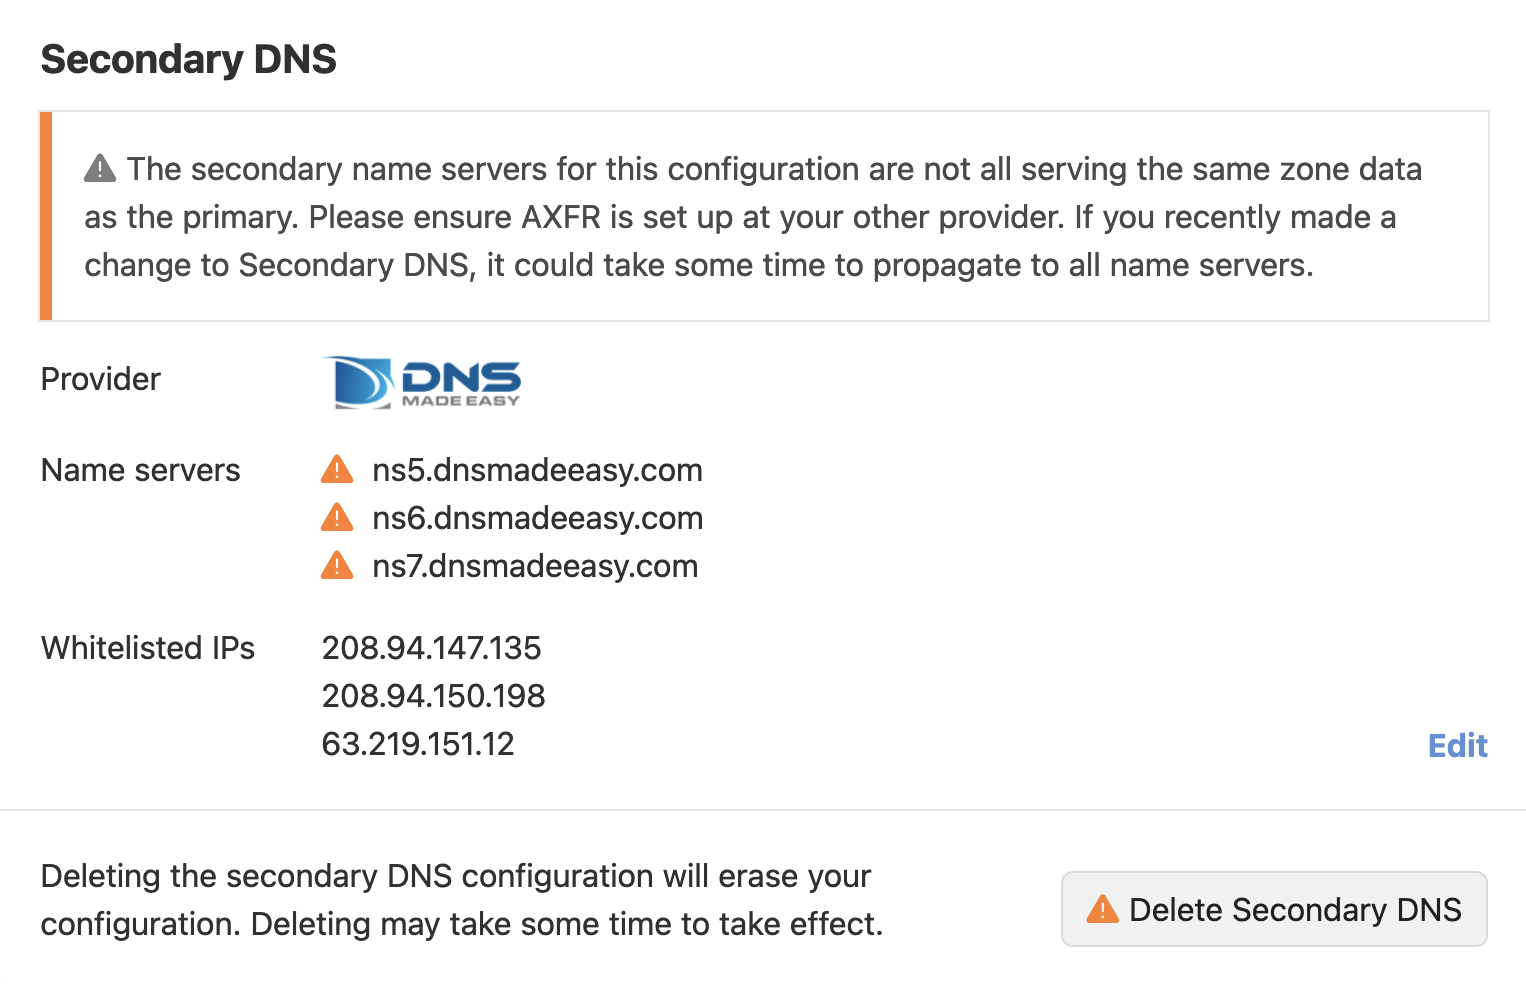 Secondary DNS
The secondary name servers for this configuration are not all serving the same zone data
as the primary. Please ensure AXFR is set up at your other provider. If you recently made a
change to Secondary DNS, it could take some time to propagate to all name servers.
Provider
DNS
MADE EASY
Name servers
ns5.dnsmadeeasy.com
ns6.dnsmadeeasy.com
ns7.dnsmadeeasy.com
Whitelisted IPs
208.94.147.135
208.94.150.198
63.219.151.12
Edit
Deleting the secondary DNS configuration will erase your
configuration. Deleting may take some time to take effect.
Delete Secondary DNS